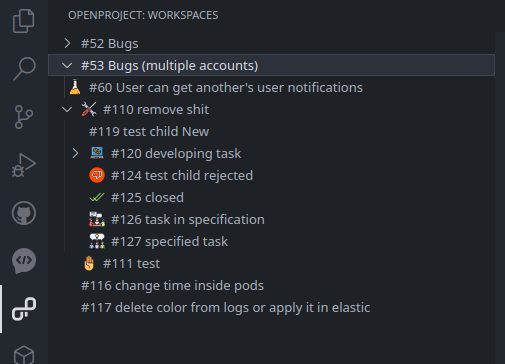 OPENPROJECT: WORKSPACES
#52 Bugs
#53 Bugs (multiple accounts)
#60 User can get another's user notifications
#110 remove shit
#119 test child New
#120 developing task
#124 test child rejected
#125 closed
#126 task in specification
#127 specified task
#111 test
#116 change time inside pods
#117 delete color from logs or apply it in elastic